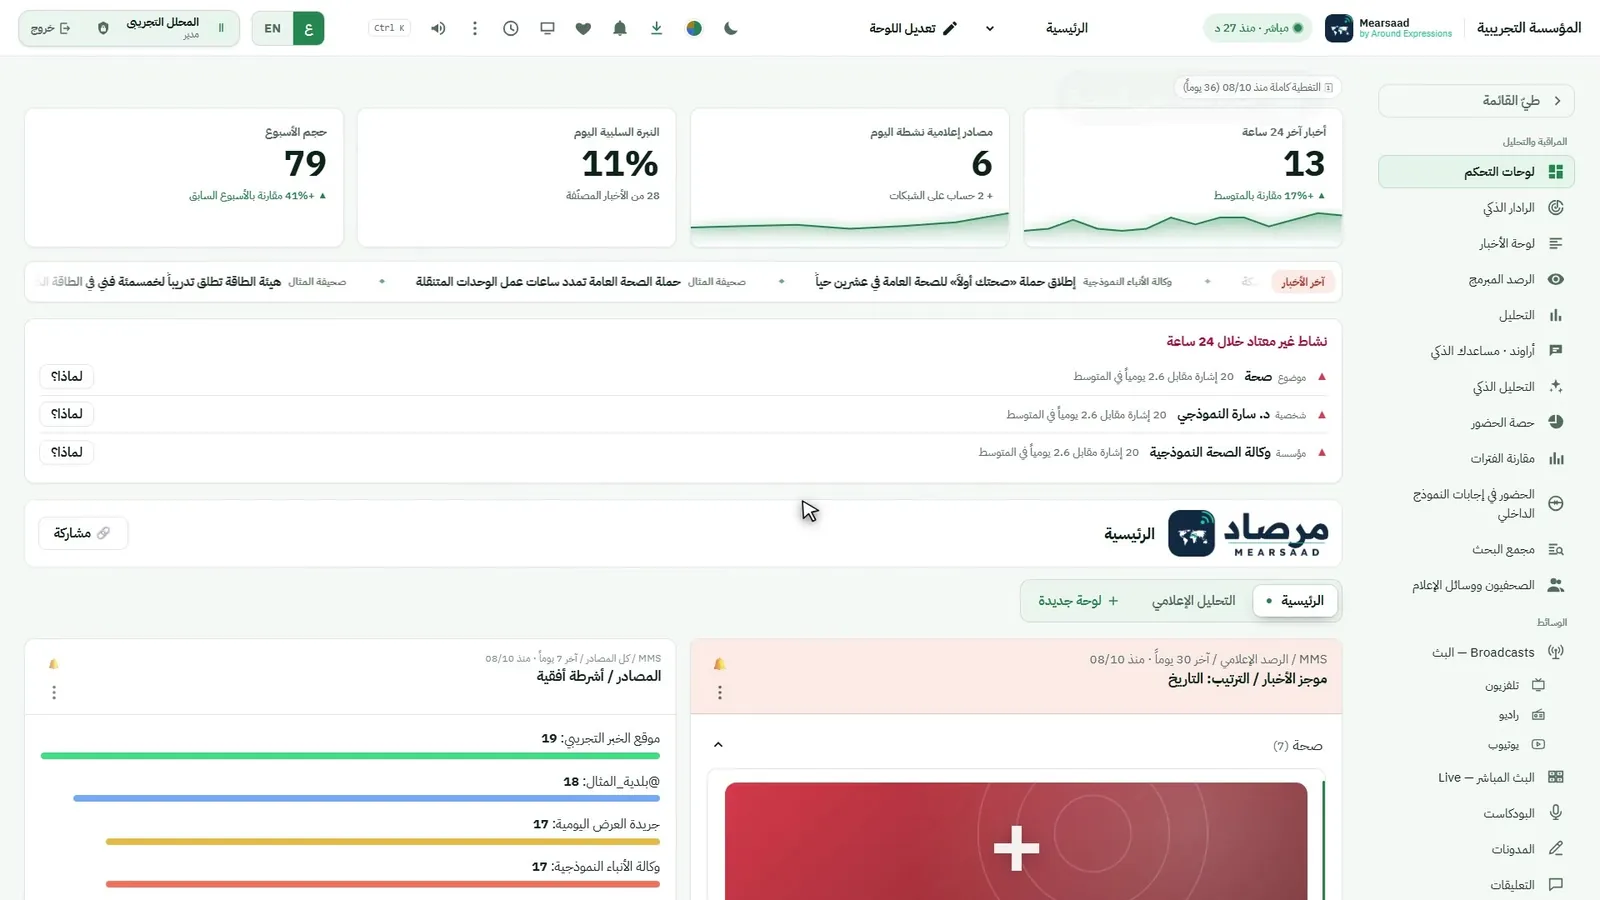 المؤسسة التجريبية
Mearsaad
by Around Expressions
مباشر · منذ 27 د
الرئيسية
تعديل اللوحة
Ctrl K
ع
EN
المحلل التجريبي
مدير
خروج
طيّ القائمة
المراقبة والتحليل
لوحات التحكم
الرادار الذكي
لوحة الأخبار
الرصد المبرمج
التحليل
أراوند · مساعدك الذكي
التحليل الذكي
حصة الحضور
مقارنة الفترات
الحضور في إجابات النموذج
الداخلي
مجمع البحث
الصحفيون ووسائل الإعلام
الوسائط
Broadcasts — البث
تلفزيون
راديو
يوتيوب
البث المباشر — Live
البودكاست
المدونات
التعليقات
التغطية كاملة منذ 08/10 (36 يوماً)
أخبار آخر 24 ساعة
13
▲ +17% مقارنة بالمتوسط
مصادر إعلامية نشطة اليوم
6
+ 2 حساب على الشبكات
النبرة السلبية اليوم
11%
28 من الأخبار المصنّفة
حجم الأسبوع
79
▲ +41% مقارنة بالأسبوع السابق
آخر الأخبار
وكالة الأنباء النموذجية إطلاق حملة «صحتك أولاً» للصحة العامة في عشرين حياً • صحيفة المثال حملة الصحة العامة تمدد ساعات عمل الوحدات المتنقلة • صحيفة المثال هيئة الطاقة تطلق تدريباً لخمسمئة فني في الطاقة
نشاط غير معتاد خلال 24 ساعة
▲ موضوع صحة 20 إشارة مقابل 2.6 يومياً في المتوسط
لماذا؟
▲ شخصية د. سارة النموذجي 20 إشارة مقابل 2.6 يومياً في المتوسط
لماذا؟
▲ مؤسسة وكالة الصحة النموذجية 20 إشارة مقابل 2.6 يومياً في المتوسط
لماذا؟
مرصاد
MEARSAAD
الرئيسية
مشاركة
الرئيسية
التحليل الإعلامي
+ لوحة جديدة
MMS / الرصد الإعلامي / آخر 30 يوماً · منذ 08/10
موجز الأخبار / الترتيب: التاريخ
صحة (7)
MMS / كل المصادر / آخر 7 يوماً · منذ 08/10
المصادر / أشرطة أفقية
موقع الخبر التجريبي: 19
@بلدية_المثال: 18
جريدة العرض اليومية: 17
وكالة الأنباء النموذجية: 17